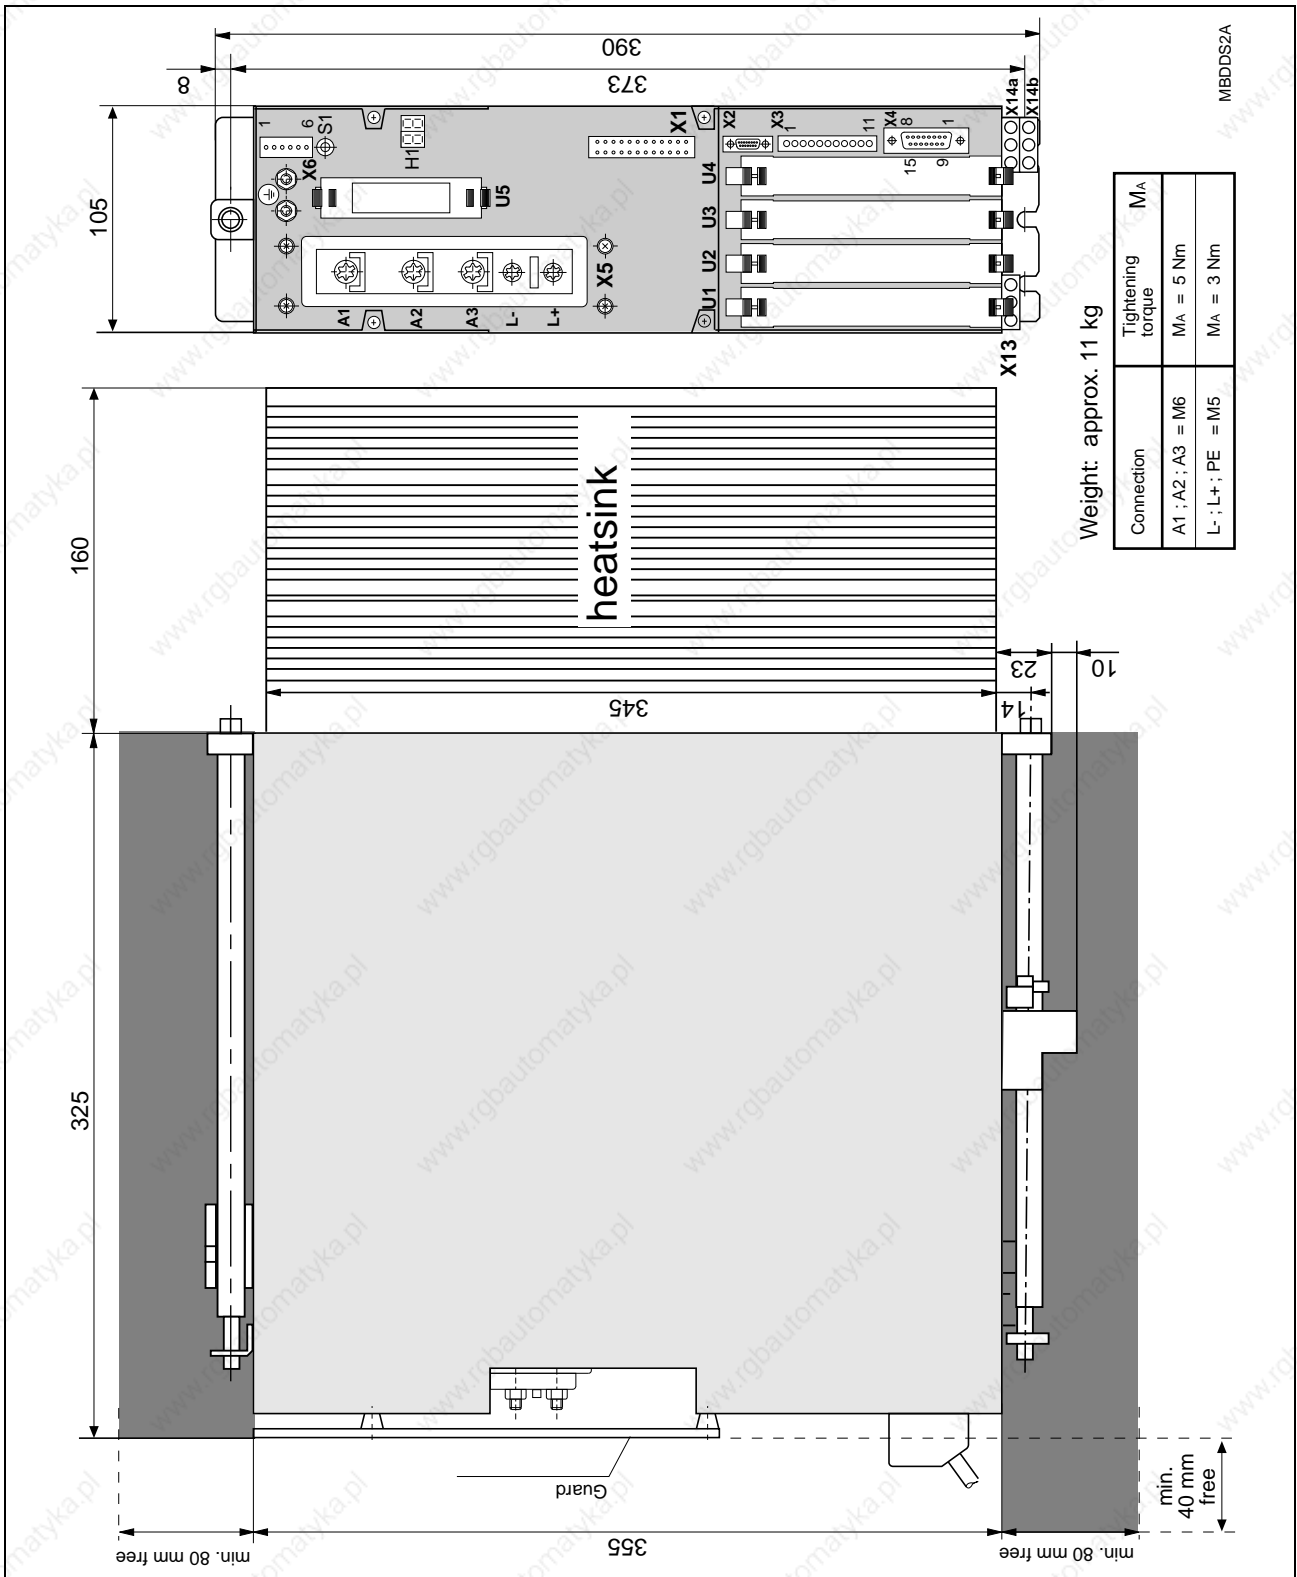 390
373
8
MBDDS2A
105
1
6
S1
X6
H1
U5
X1
X2
X3
1
11
X4
8
1
15
9
X14a
X14b
U4
U3
U2
U1
X5
A1
A2
A3
L-
L+
X13
160
heatsink
Weight: approx. 11 kg
Connection
Tightening
torque
MA
A1 ; A2 ; A3 = M6
MA = 5 Nm
L- ; L+ ; PE = M5
MA = 3 Nm
345
23
14
10
325
Guard
min.
40 mm
free
355
min. 80 mm free
min. 80 mm free
www.rgbautomatyka.pl